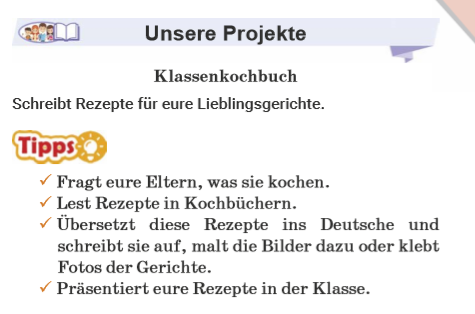 Unsere Projekte
Klassenkochbuch
Schreibt Rezepte für eure Lieblingsgerichte.
Tipps
✓ Fragt eure Eltern, was sie kochen.
✓ Lest Rezepte in Kochbüchern.
✓ Übersetzt diese Rezepte ins Deutsche und
schreibt sie auf, malt die Bilder dazu oder klebt
Fotos der Gerichte.
✓ Präsentiert eure Rezepte in der Klasse.